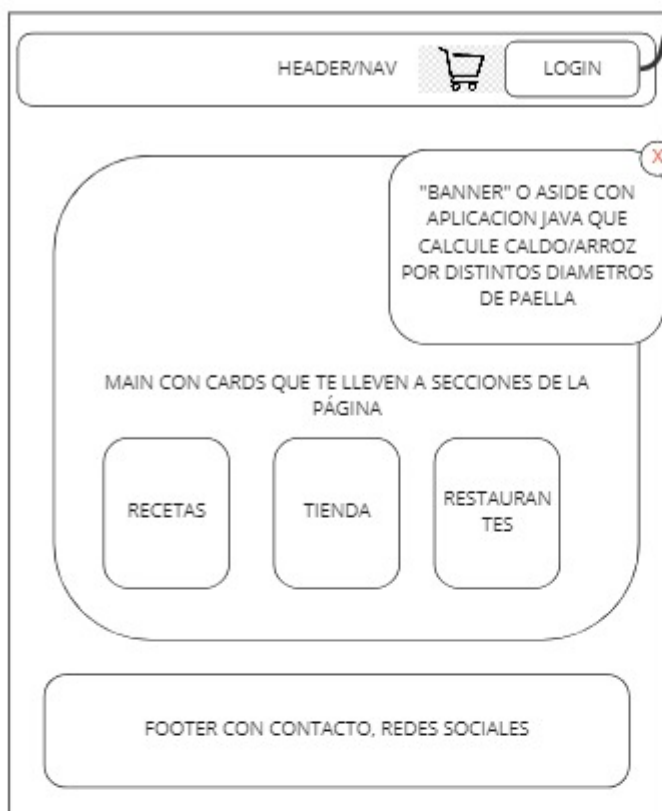 HEADER/NAV
LOGIN
X
"BANNER" O ASIDE CON
APLICACION JAVA QUE
CALCULE CALDO/ARROZ
POR DISTINTOS DIAMETROS
DE PAELLA
MAIN CON CARDS QUE TE LLEVEN A SECCIONES DE LA
PÁGINA
RECETAS
TIENDA
RESTAURAN
TES
FOOTER CON CONTACTO, REDES SOCIALES